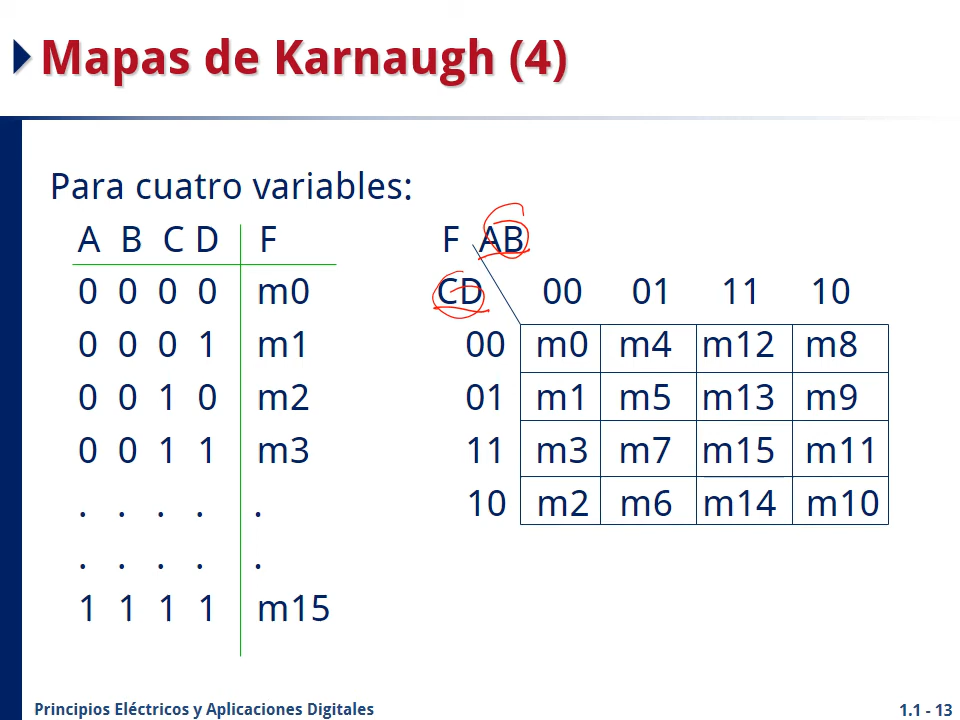 Mapas de Karnaugh (4)
Para cuatro variables:
A B C D F
0 0 0 0 m0
0 0 0 1 m1
0 0 1 0 m2
0 0 1 1 m3
. . . . .
. . . . .
1 1 1 1 m15
F AB
CD 00 01 11 10
00 m0 m4 m12 m8
01 m1 m5 m13 m9
11 m3 m7 m15 m11
10 m2 m6 m14 m10
Principios Eléctricos y Aplicaciones Digitales
1.1 - 13